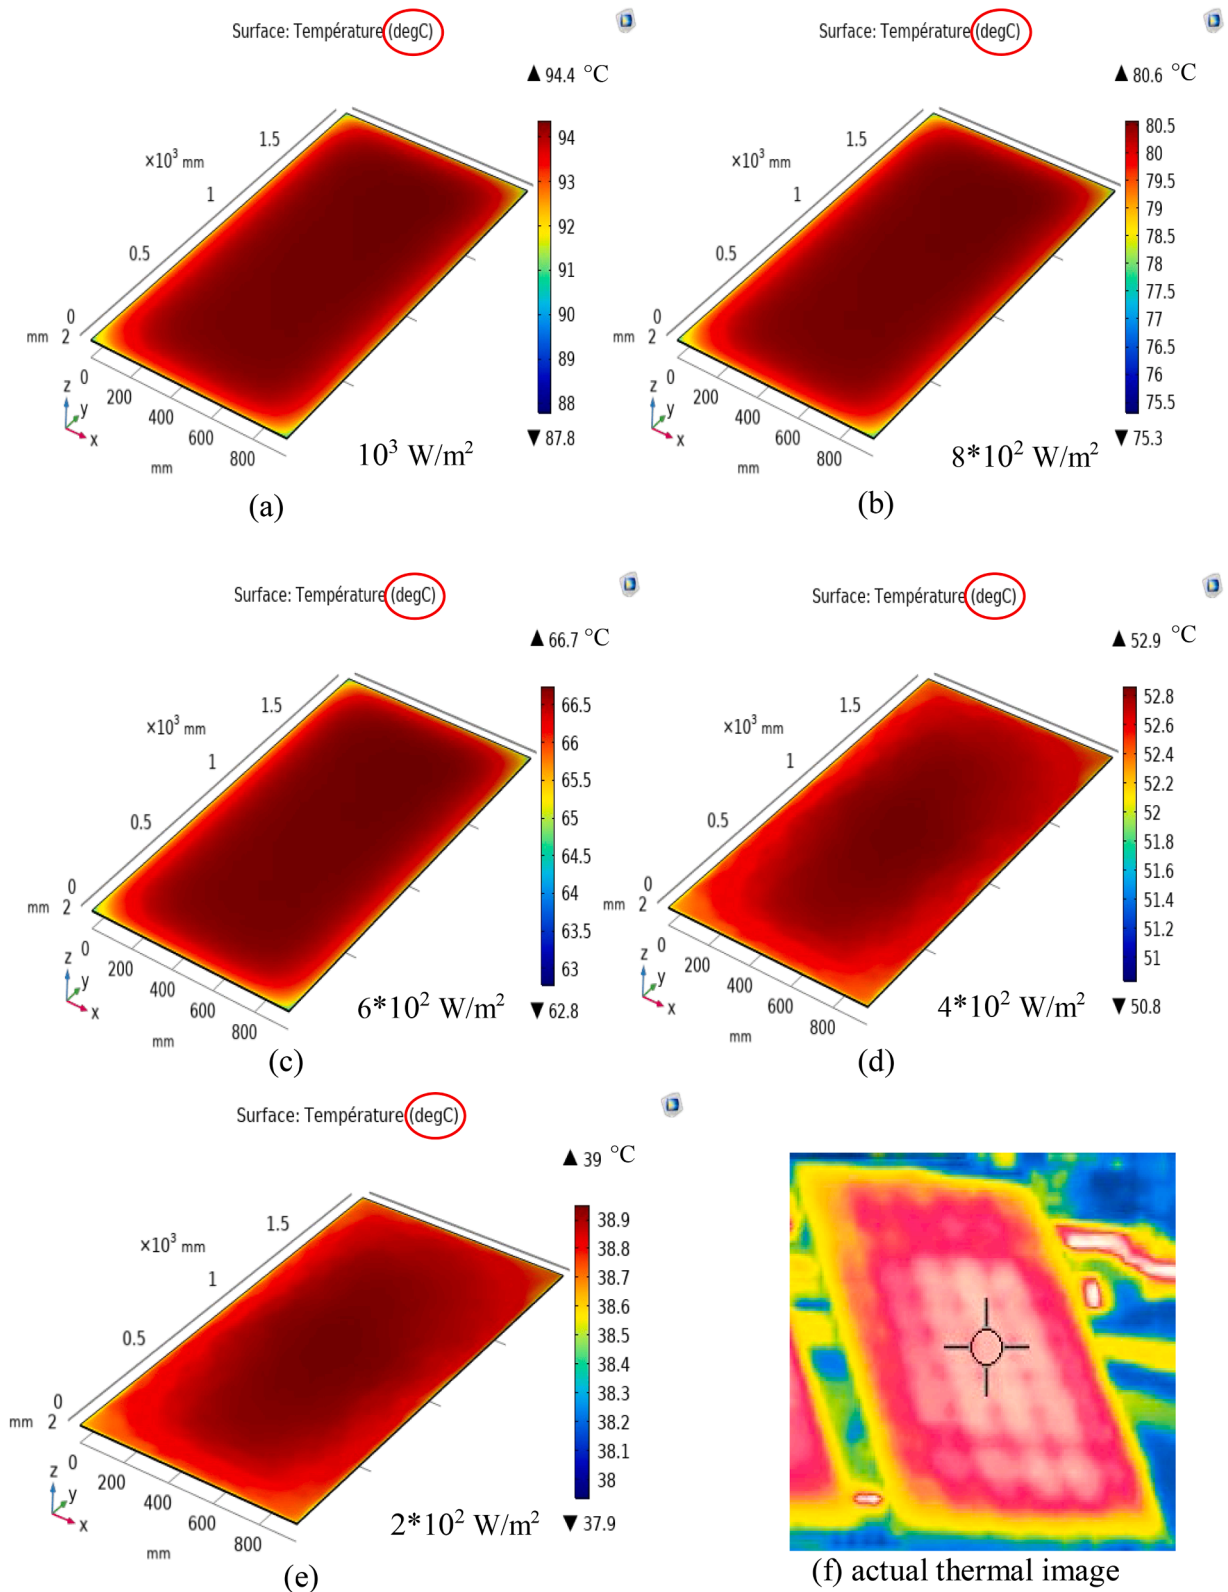 Surface: Température (degC)
▲ 94.4 °C
94
93
92
91
90
89
88
▼ 87.8
1.5
×10³ mm
1
0.5
0
mm 2
0
200
400
600
800
mm
z
y
x
10³ W/m²
(a)
Surface: Température (degC)
▲ 80.6 °C
80.5
80
79.5
79
78.5
78
77.5
77
76.5
76
75.5
▼ 75.3
1.5
×10³ mm
1
0.5
0
mm 2
0
200
400
600
800
mm
z
y
x
8*10² W/m²
(b)
Surface: Température (degC)
▲ 66.7 °C
66.5
66
65.5
65
64.5
64
63.5
63
▼ 62.8
1.5
×10³ mm
1
0.5
0
mm 2
0
200
400
600
800
mm
z
y
x
6*10² W/m²
(c)
Surface: Température (degC)
▲ 52.9 °C
52.8
52.6
52.4
52.2
52
51.8
51.6
51.4
51.2
51
▼ 50.8
1.5
×10³ mm
1
0.5
0
mm 2
0
200
400
600
800
mm
z
y
x
4*10² W/m²
(d)
Surface: Température (degC)
▲ 39 °C
38.9
38.8
38.7
38.6
38.5
38.4
38.3
38.2
38.1
38
▼ 37.9
1.5
×10³ mm
1
0.5
0
mm 2
0
200
400
600
800
mm
z
y
x
2*10² W/m²
(e)
(f) actual thermal image